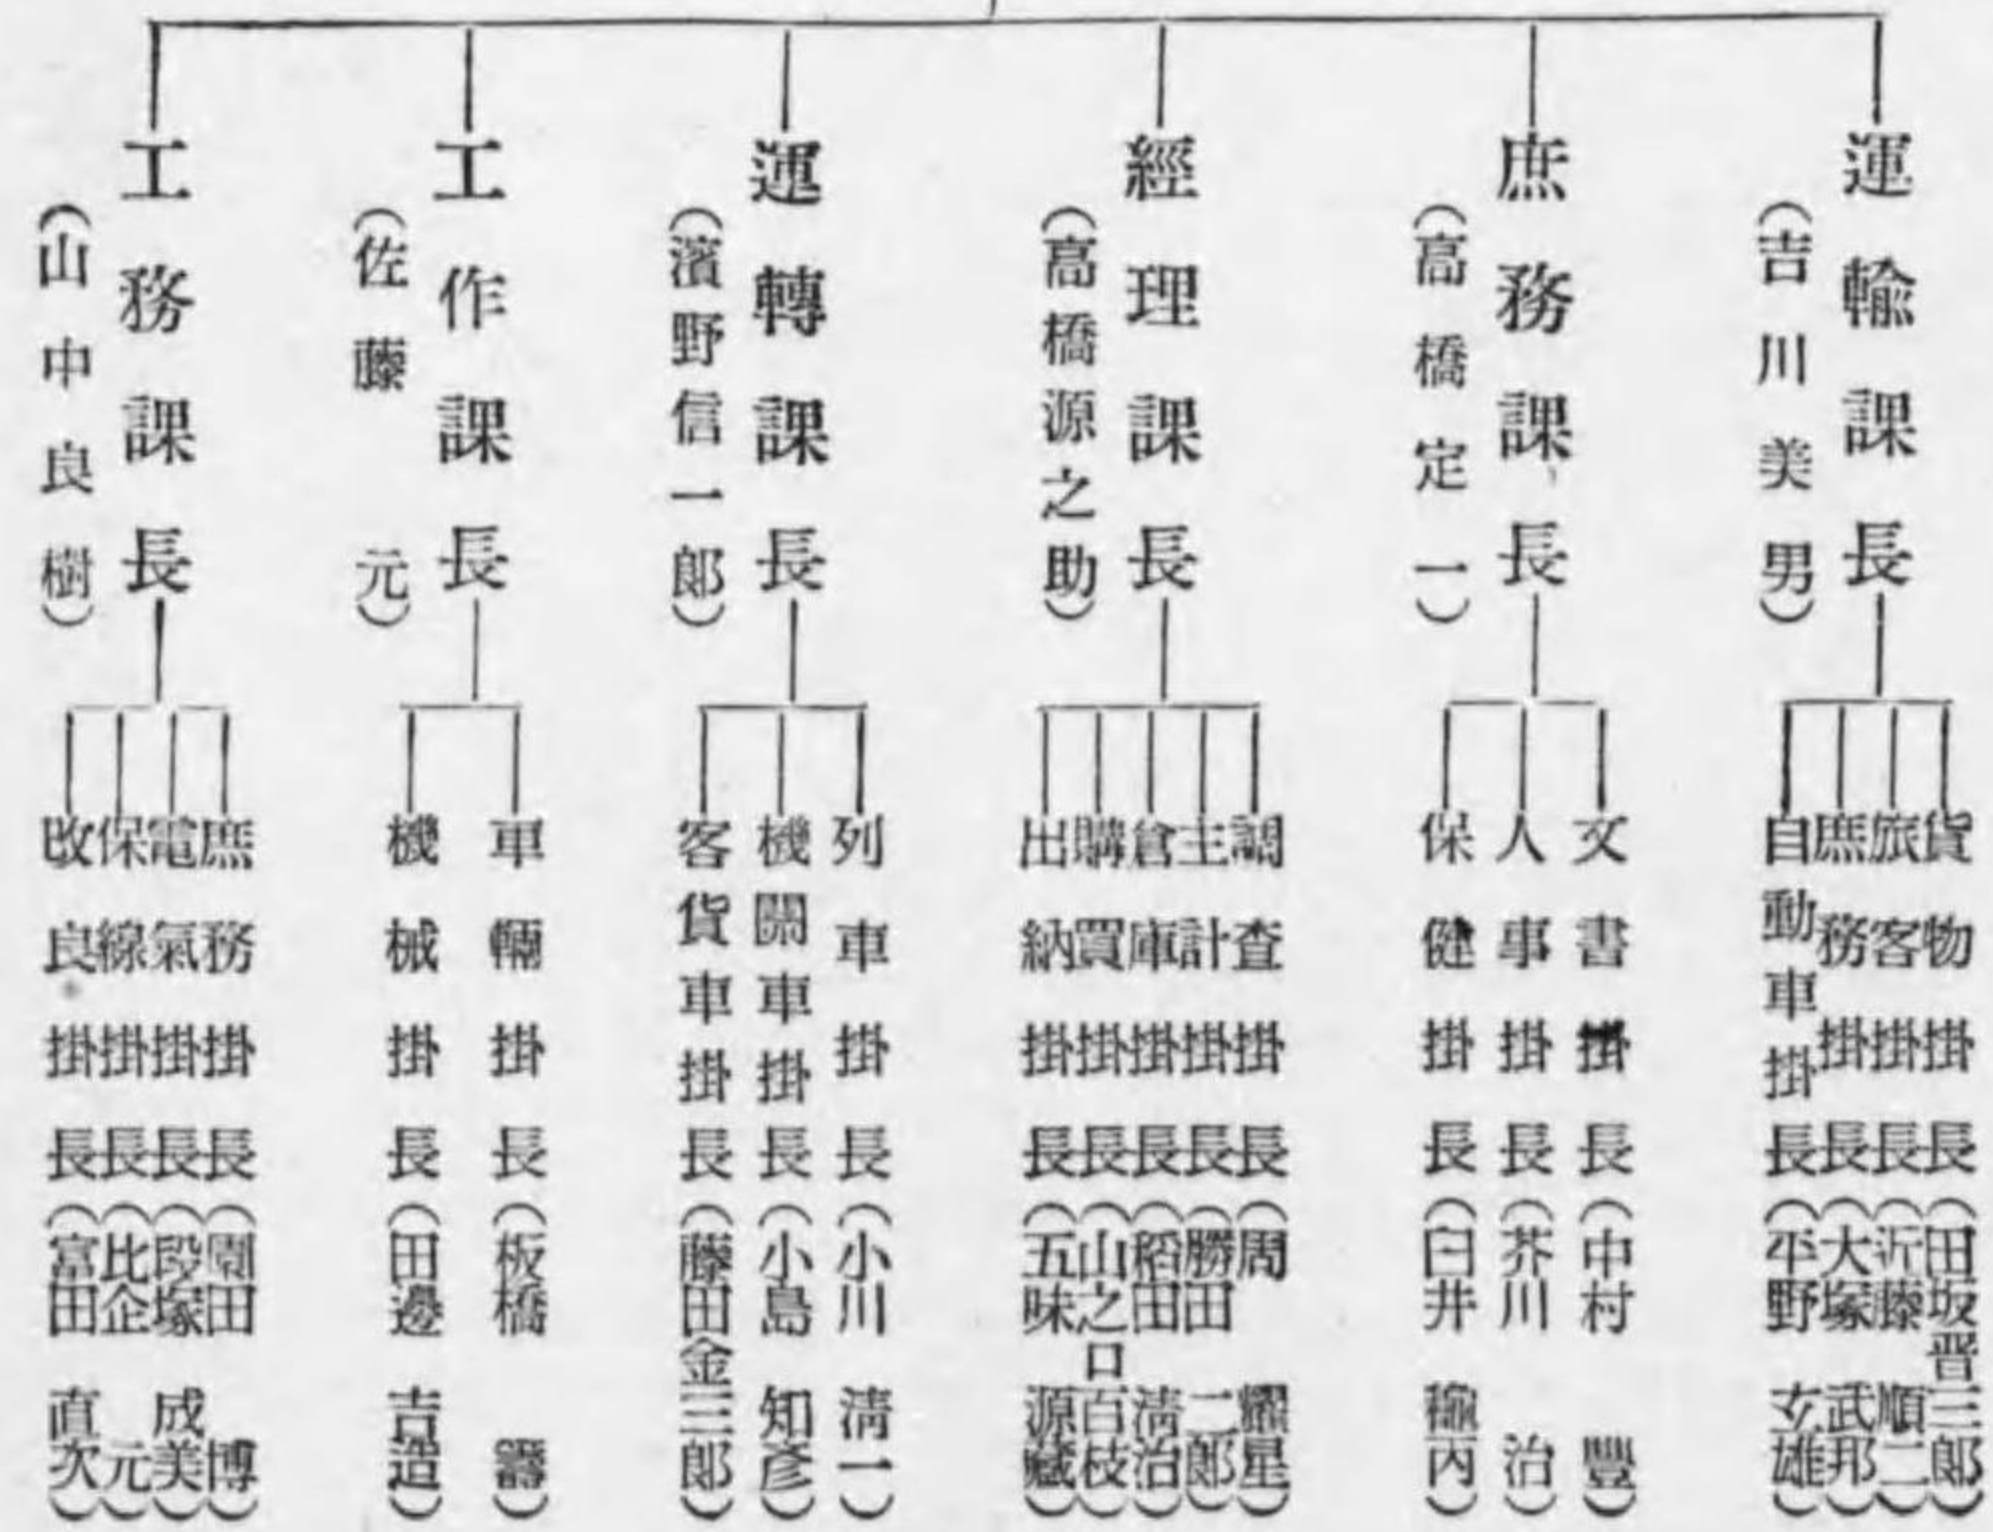 運輸課長
(吉川美男)
貨物掛長(田坂晋三郎)
旅客掛長(近藤順二)
庶務掛長(大塚武邦)
自動車掛長(平野玄雄)
庶務課長
(高橋定一)
文書掛長(中村豐)
人事掛長(芥川治)
保健掛長(臼井 內)
經理課長
(高橋源之助)
調査掛長(周耀星)
主計掛長(勝田二郎)
倉庫掛長(稻田淸治)
購買掛長(山之口百枝)
出納掛長(五味源藏)
運轉課長
(濱野信一郎)
列車掛長(小川淸一)
機關車掛長(小島知彥)
客貨車掛長(藤田金三郎)
工作課長
(佐藤元)
車輛掛長(板橋)
機械掛長(田邊吉造)
工務課長
(山中良樹)
庶務掛長(園田博)
電氣掛長(段塚成美)
保線掛長(比企元)
改良掛長(富田直次)